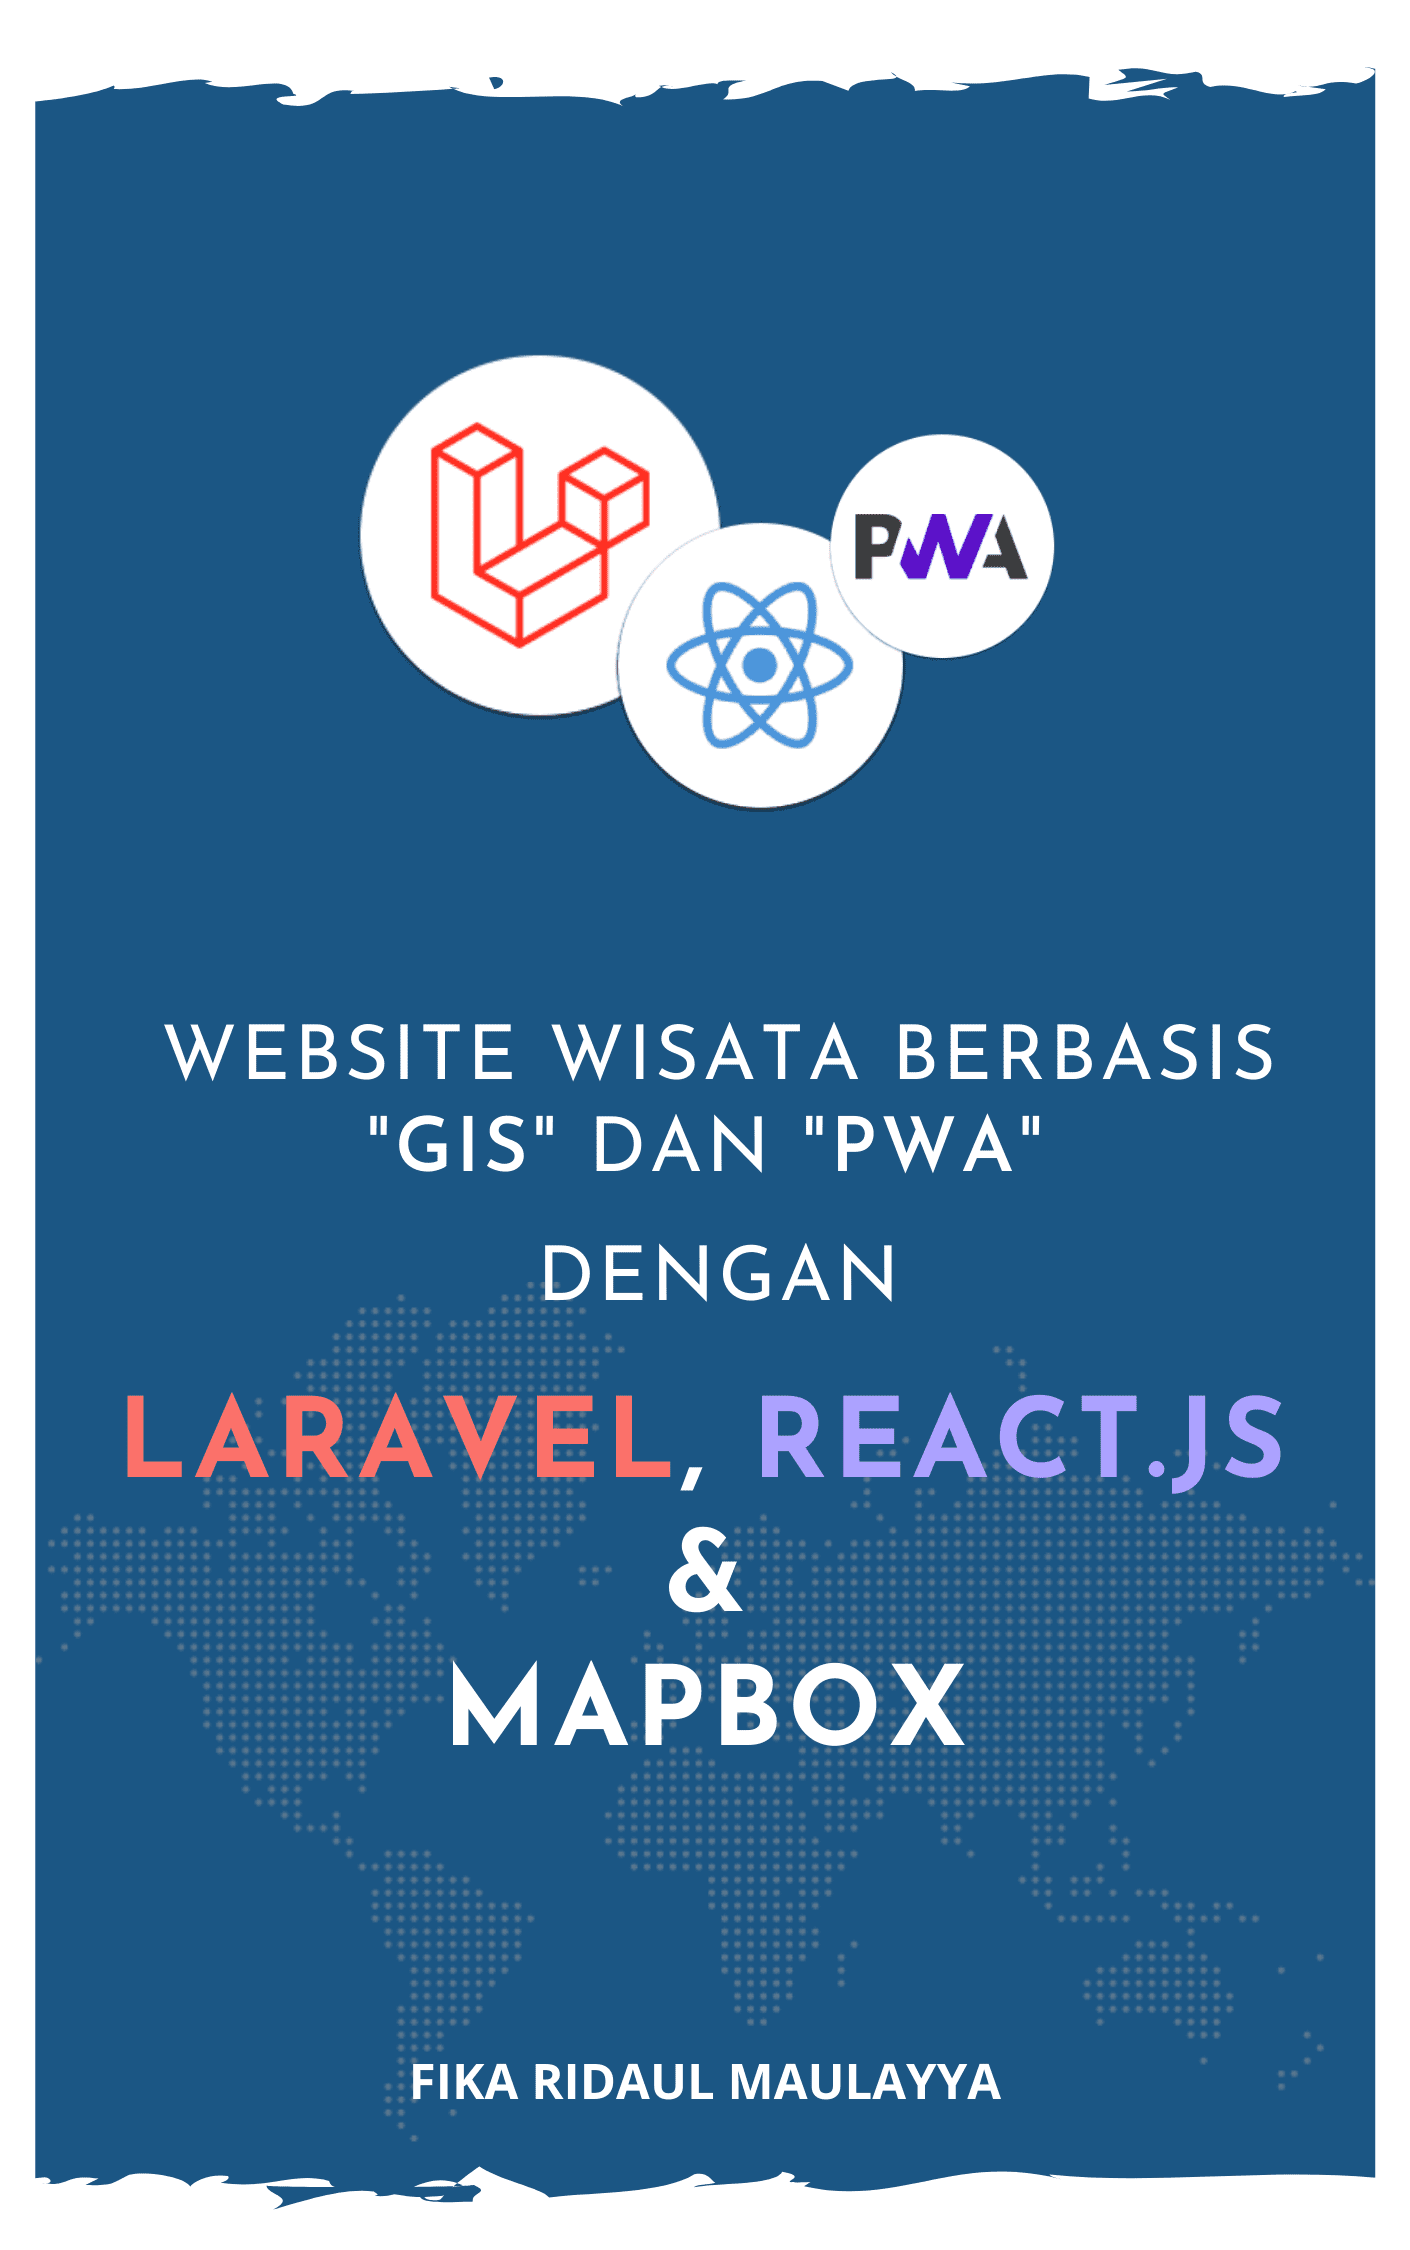 PWA
WEBSITE WISATA BERBASIS
"GIS" DAN "PWA"
DENGAN
LARAVEL, REACT.JS
&
MAPBOX
FIKA RIDAUL MAULAYYA